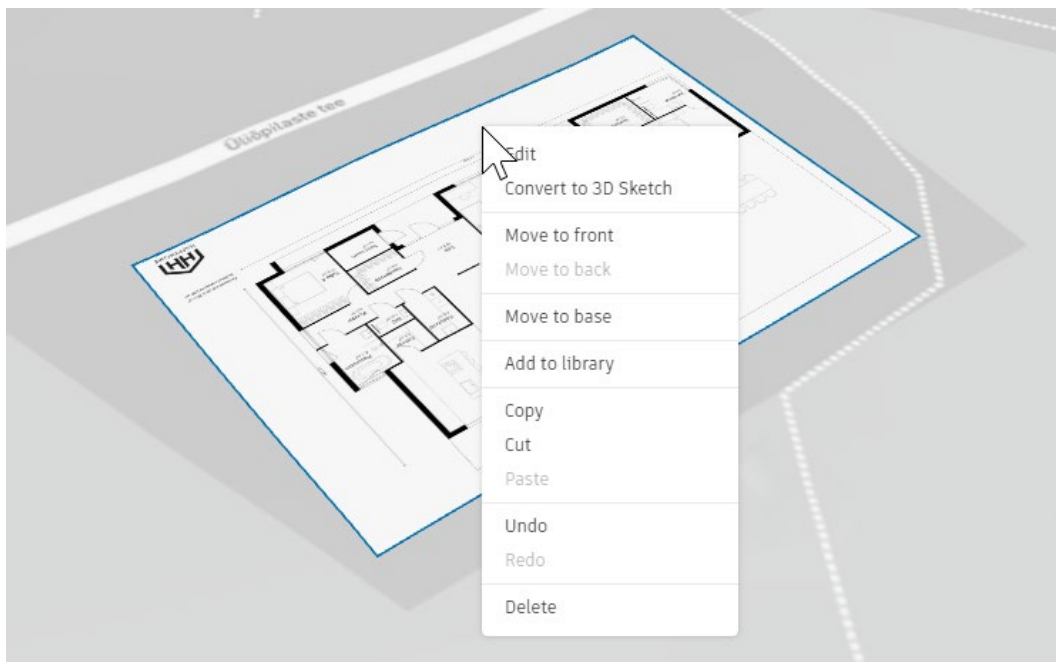 Üliõpilaste tee
Edit
Convert to 3D Sketch
Move to front
Move to back
Move to base
Add to library
Copy
Cut
Paste
Undo
Redo
Delete